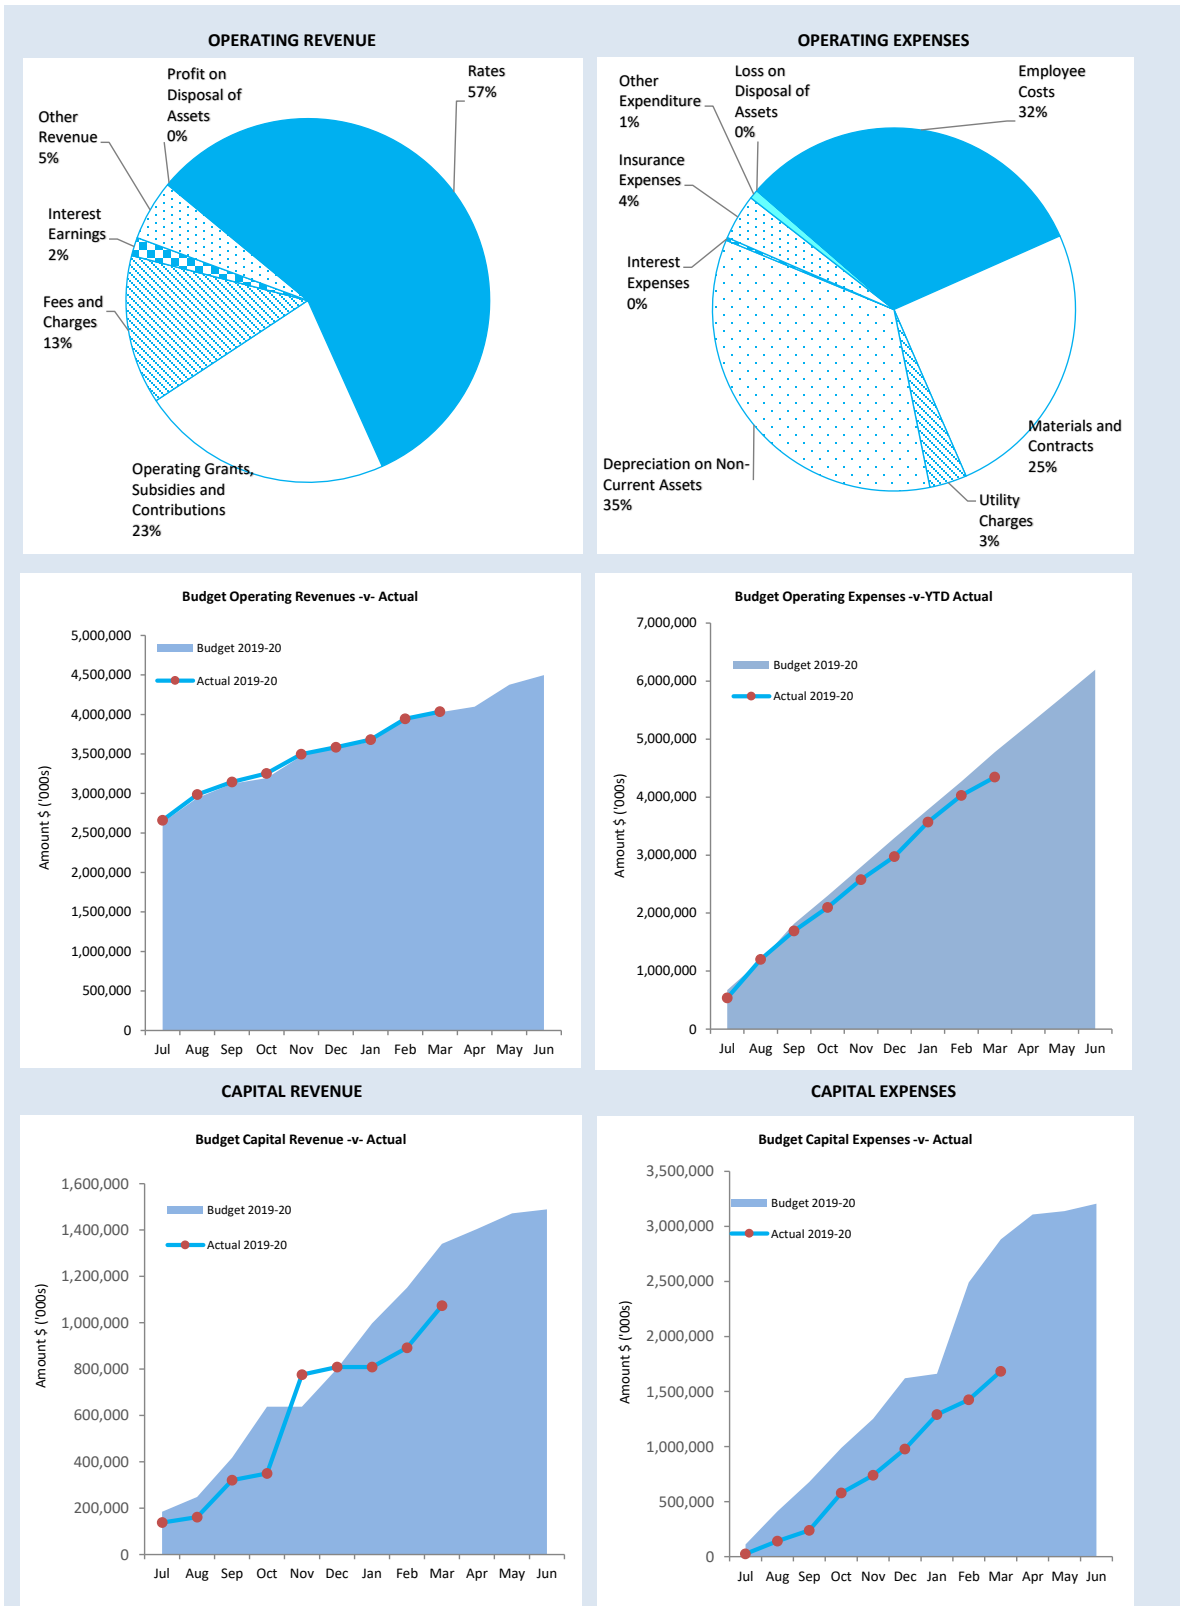 OPERATING REVENUE
Rates
57%
Profit on
Disposal of
Assets
0%
Other
Revenue
5%
Interest
Earnings
2%
Fees and
Charges
13%
Operating Grants,
Subsidies and
Contributions
23%
OPERATING EXPENSES
Employee
Costs
32%
Loss on
Disposal of
Assets
0%
Other
Expenditure
1%
Insurance
Expenses
4%
Interest
Expenses
0%
Depreciation on Non-
Current Assets
35%
Materials and
Contracts
25%
Utility
Charges
3%
Budget Operating Revenues -v- Actual
5,000,000
4,500,000
4,000,000
3,500,000
3,000,000
2,500,000
2,000,000
1,500,000
1,000,000
500,000
0
Amount $ ('000s)
Budget 2019-20
Actual 2019-20
Jul Aug Sep Oct Nov Dec Jan Feb Mar Apr May Jun
Budget Operating Expenses -v-YTD Actual
7,000,000
6,000,000
5,000,000
4,000,000
3,000,000
2,000,000
1,000,000
0
Amount $ ('000s)
Budget 2019-20
Actual 2019-20
Jul Aug Sep Oct Nov Dec Jan Feb Mar Apr May Jun
CAPITAL REVENUE
Budget Capital Revenue -v- Actual
1,600,000
1,400,000
1,200,000
1,000,000
800,000
600,000
400,000
200,000
0
Amount $ ('000s)
Budget 2019-20
Actual 2019-20
Jul Aug Sep Oct Nov Dec Jan Feb Mar Apr May Jun
CAPITAL EXPENSES
Budget Capital Expenses -v- Actual
3,500,000
3,000,000
2,500,000
2,000,000
1,500,000
1,000,000
500,000
0
Amount $ ('000s)
Budget 2019-20
Actual 2019-20
Jul Aug Sep Oct Nov Dec Jan Feb Mar Apr May Jun